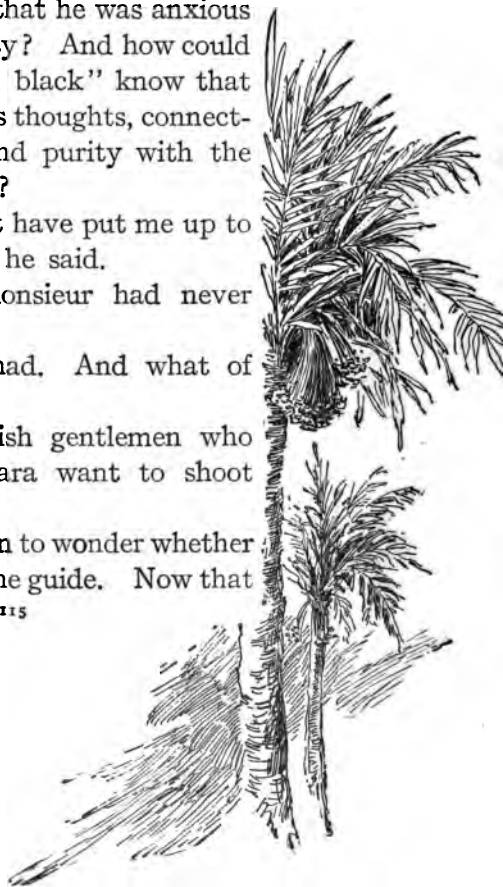 that he was anxious
y? And how could
black” know that
s thoughts, connect-
nd purity with the
?
have put me up to
he said.
onsieur had never
had. And what of
ish gentlemen who
ara want to shoot
n to wonder whether
he guide. Now that
115